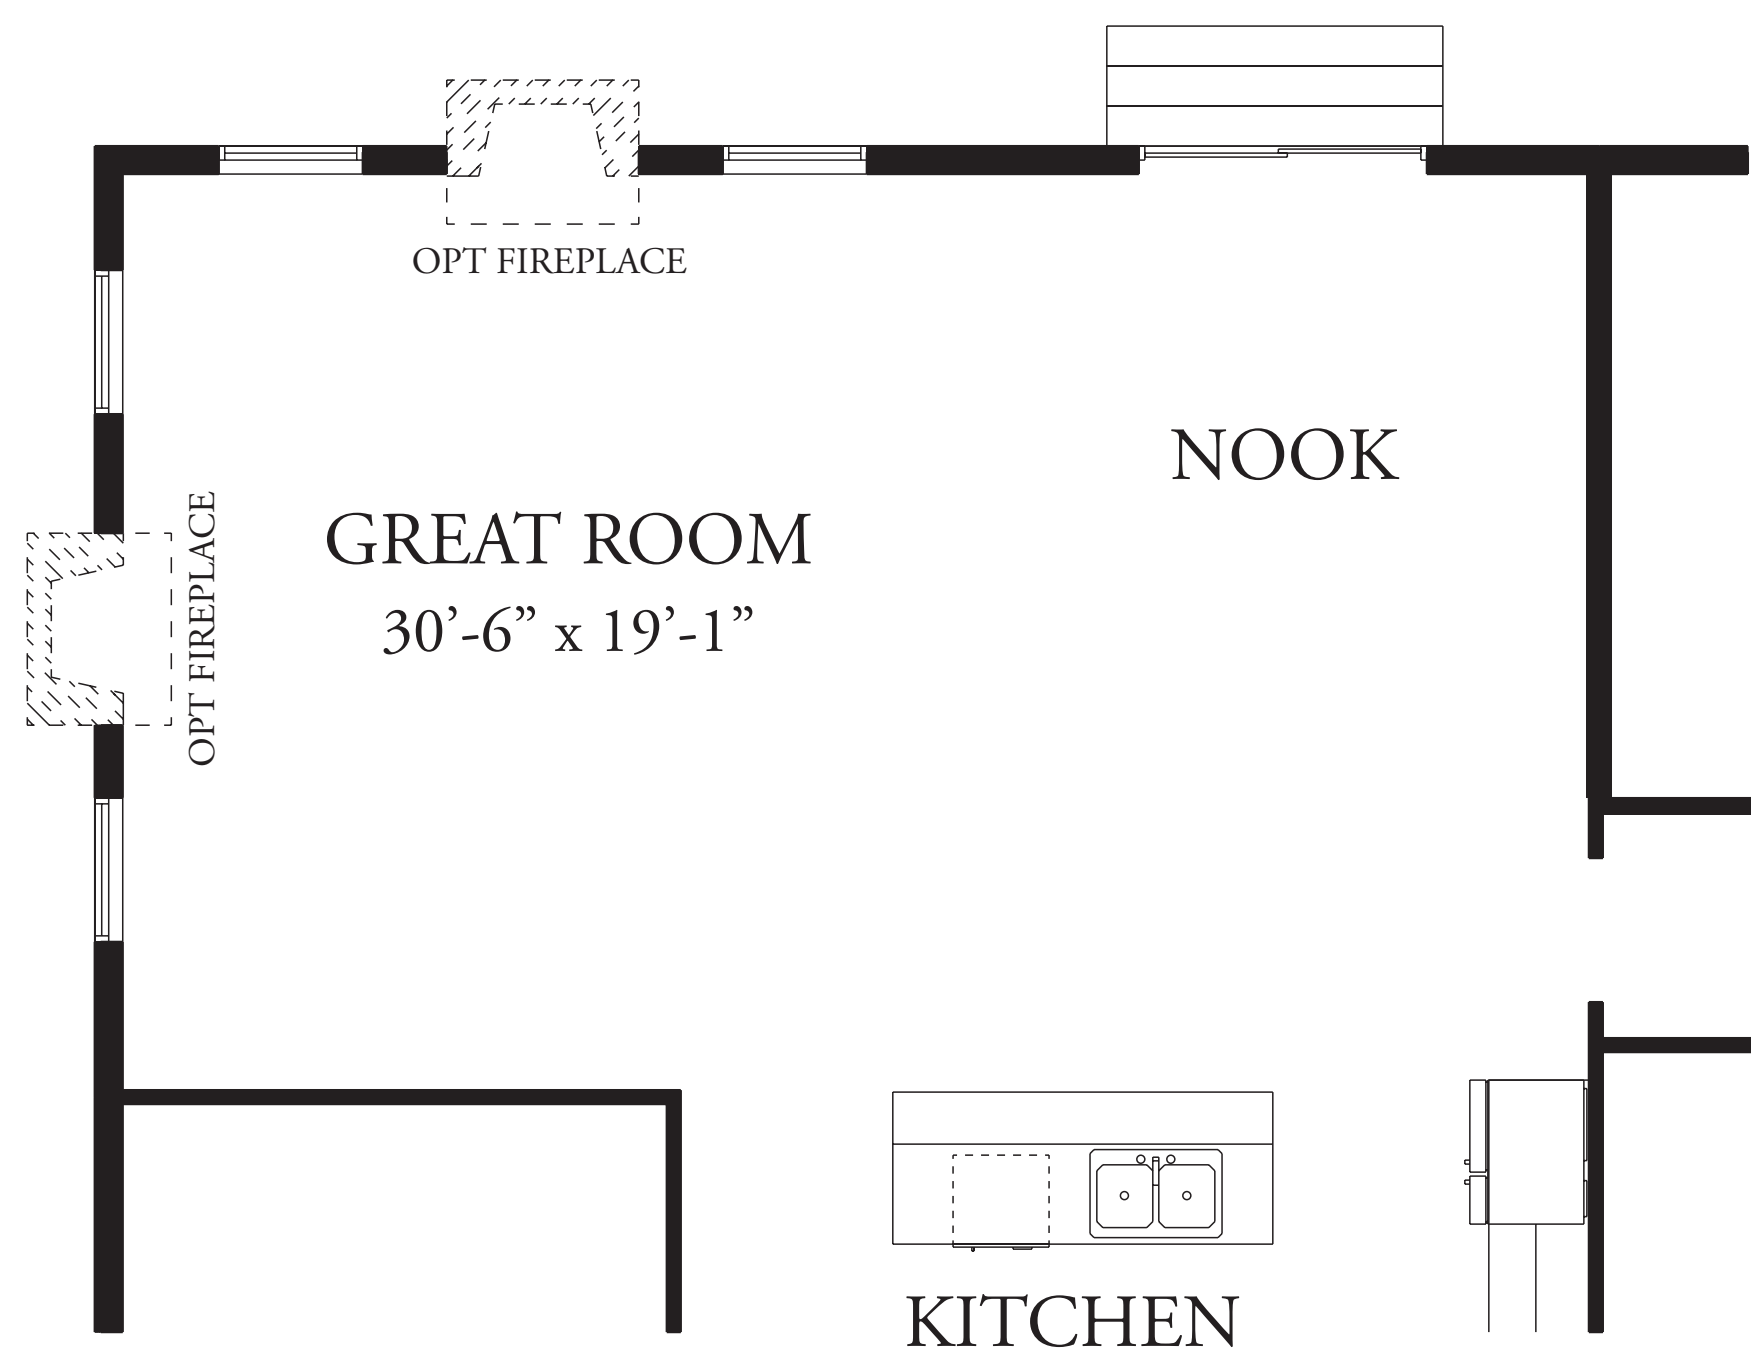 OPT FIREPLACE
NOOK
GREAT ROOM
30’-6” x 19’-1”
OPT FIREPLACE
KITCHEN